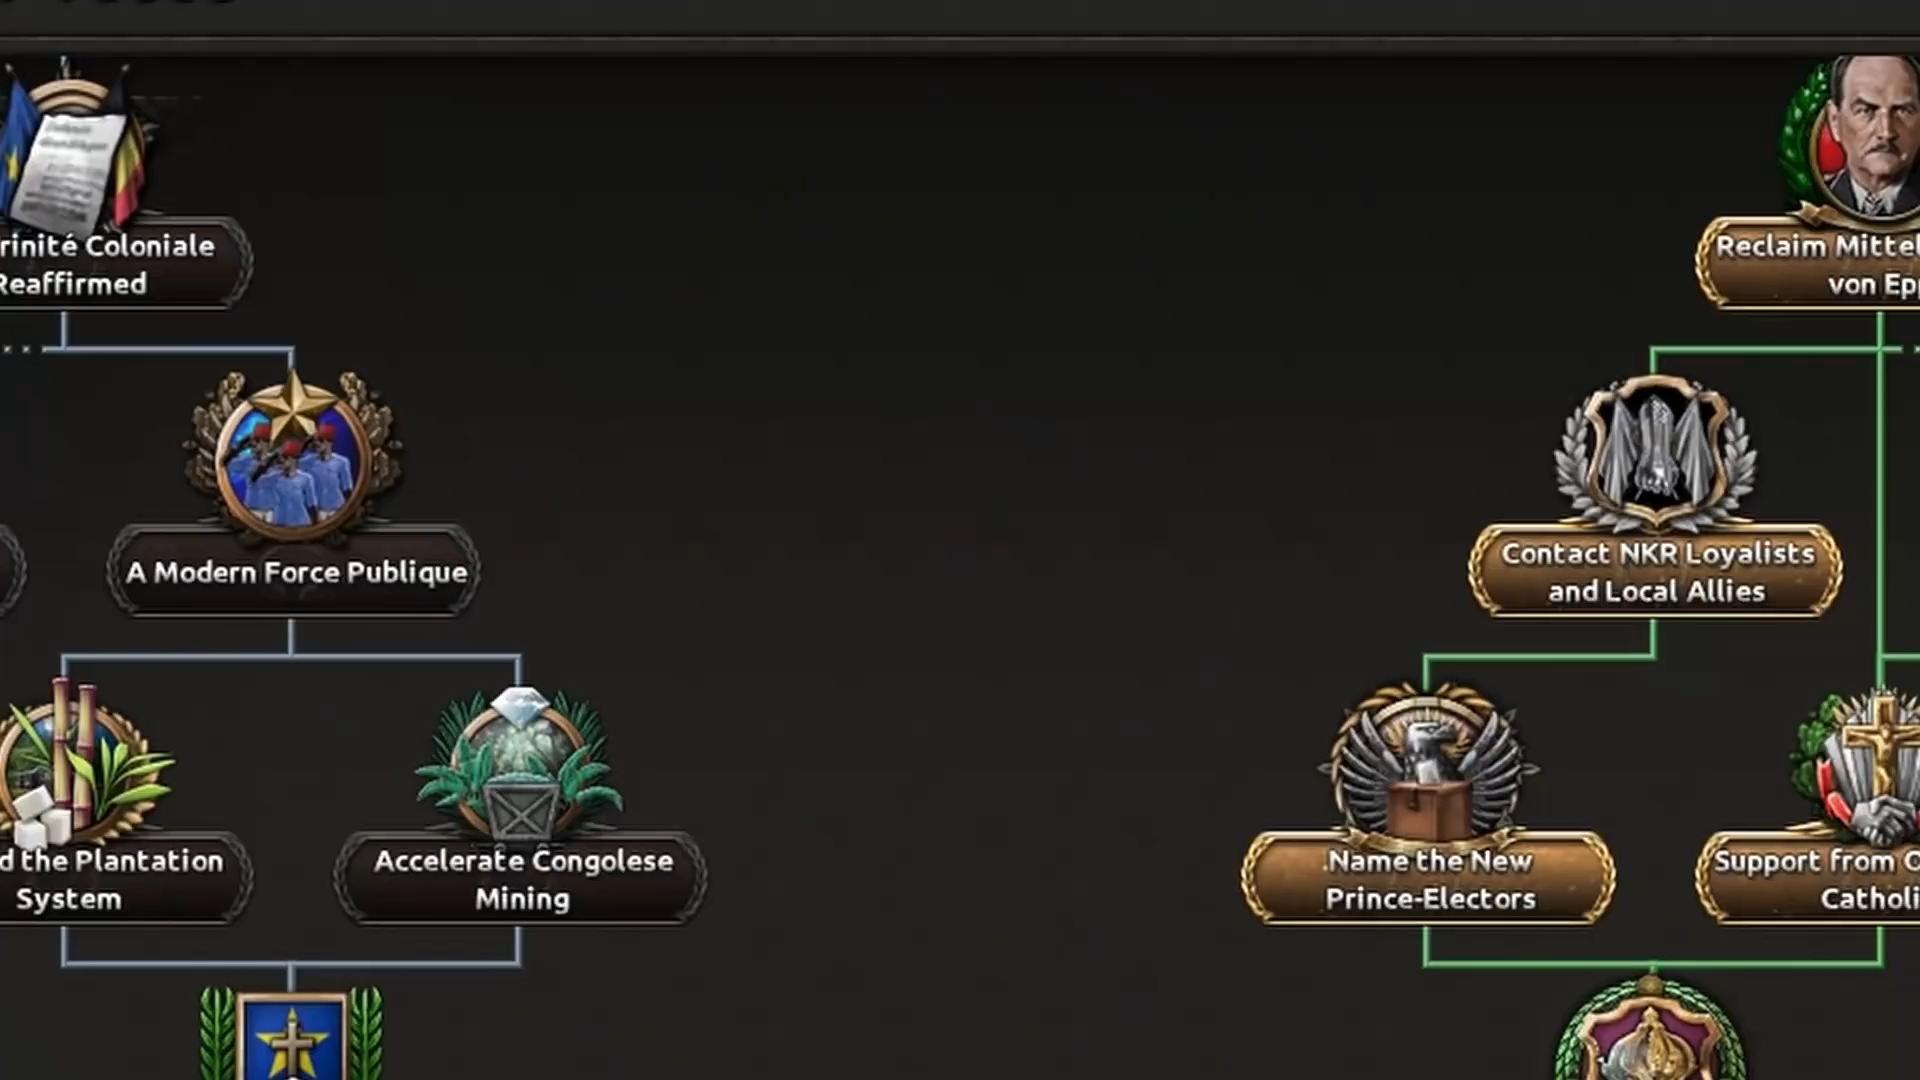 rinité Coloniale
Reaffirmed
Reclaim Mittel
von Epp
A Modern Force Publique
Contact NKR Loyalists
and Local Allies
d the Plantation
System
Accelerate Congolese
Mining
Name the New
Prince-Electors
Support from
Catholi